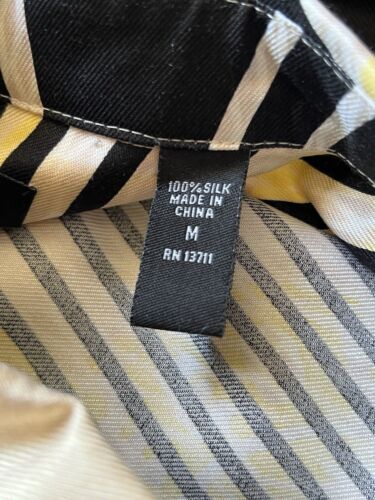 100% SILK
MADE IN
CHINA
M
RN 13711